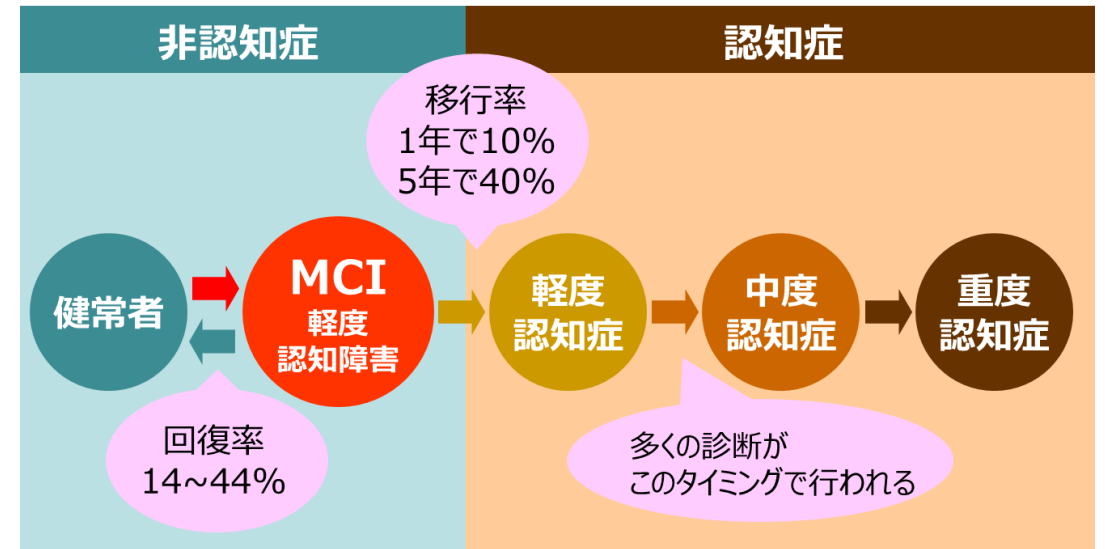 非認知症
認知症
移行率
1年で10%
5年で40%
健常者
MCI
軽度
認知障害
軽度
認知症
中度
認知症
重度
認知症
回復率
14~44%
多くの診断が
このタイミングで行われる